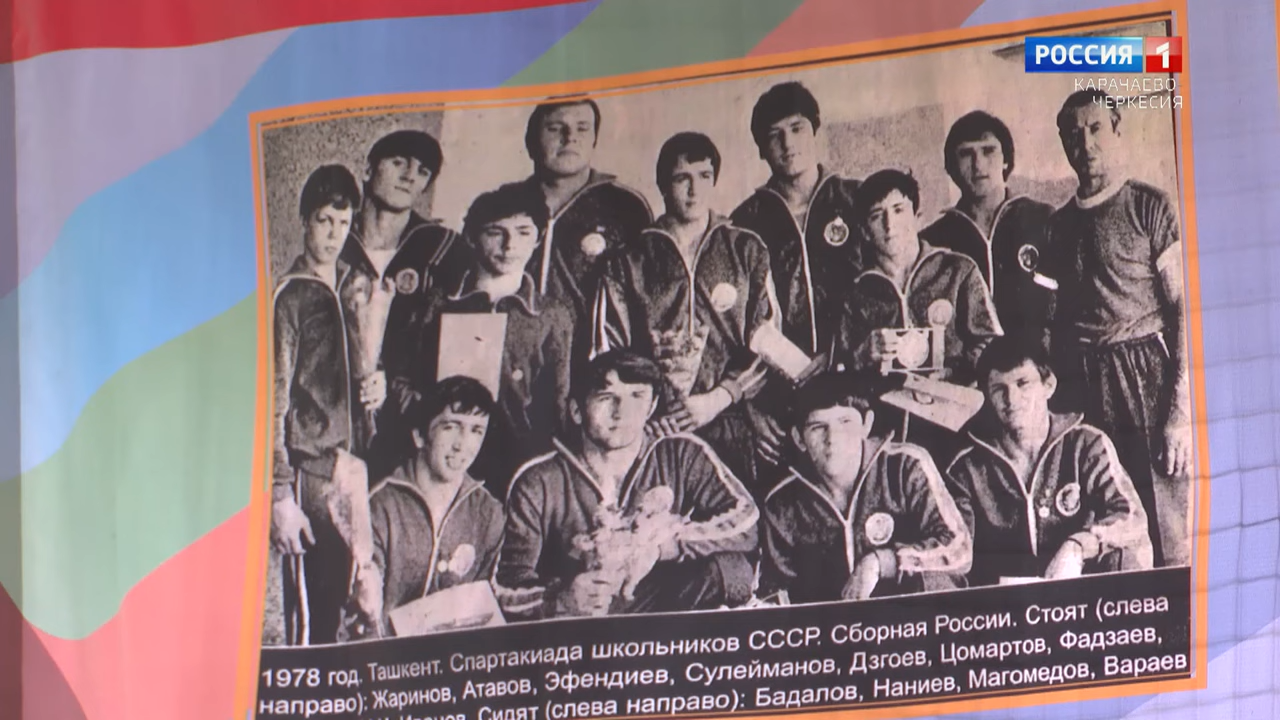 РОССИЯ 1
КАРАЧАЕВО
ЧЕРКЕСИЯ
1978 год. Ташкент. Спартакиада школьников СССР. Сборная России. Стоят (слева
направо): Жаринов, Атавов, Эфендиев, Сулейманов, Дзгоев, Цомартов, Фадзаев,
Сидят (слева направо): Бадалов, Наниев, Магомедов, Вараев